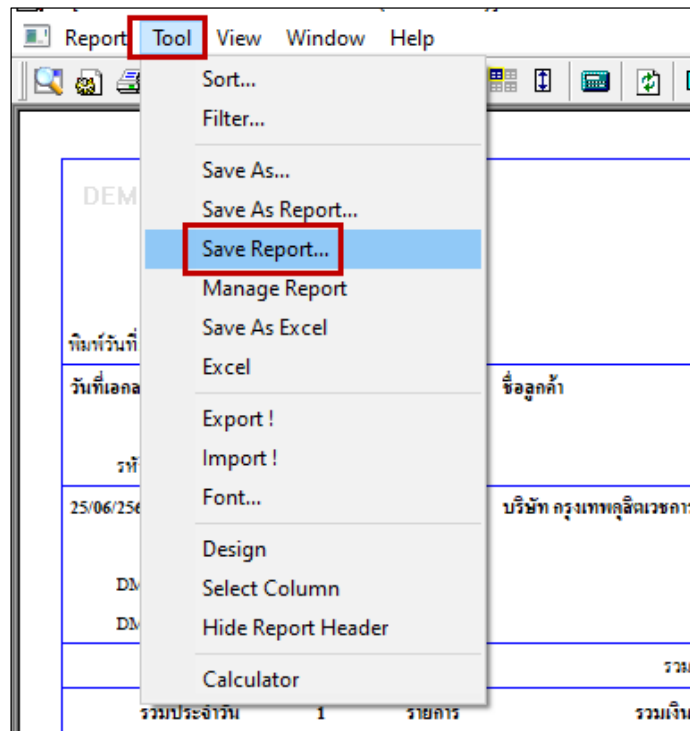 Report Tool View Window Help
Sort...
Filter...
Save As...
DEM
Save As Report...
Save Report...
Manage Report
Save As Excel
พิมพ์วันที่
Excel
วันที่เอกส
ชื่อลูกค้า
Export !
Import !
รหั
Font...
25/06/256
บริษัท กรุงเทพดุสิตเวชการ
Design
DM
Select Column
DM
Hide Report Header
รวม
Calculator
รวมประจำวัน 1 รายการ รวมเงิน